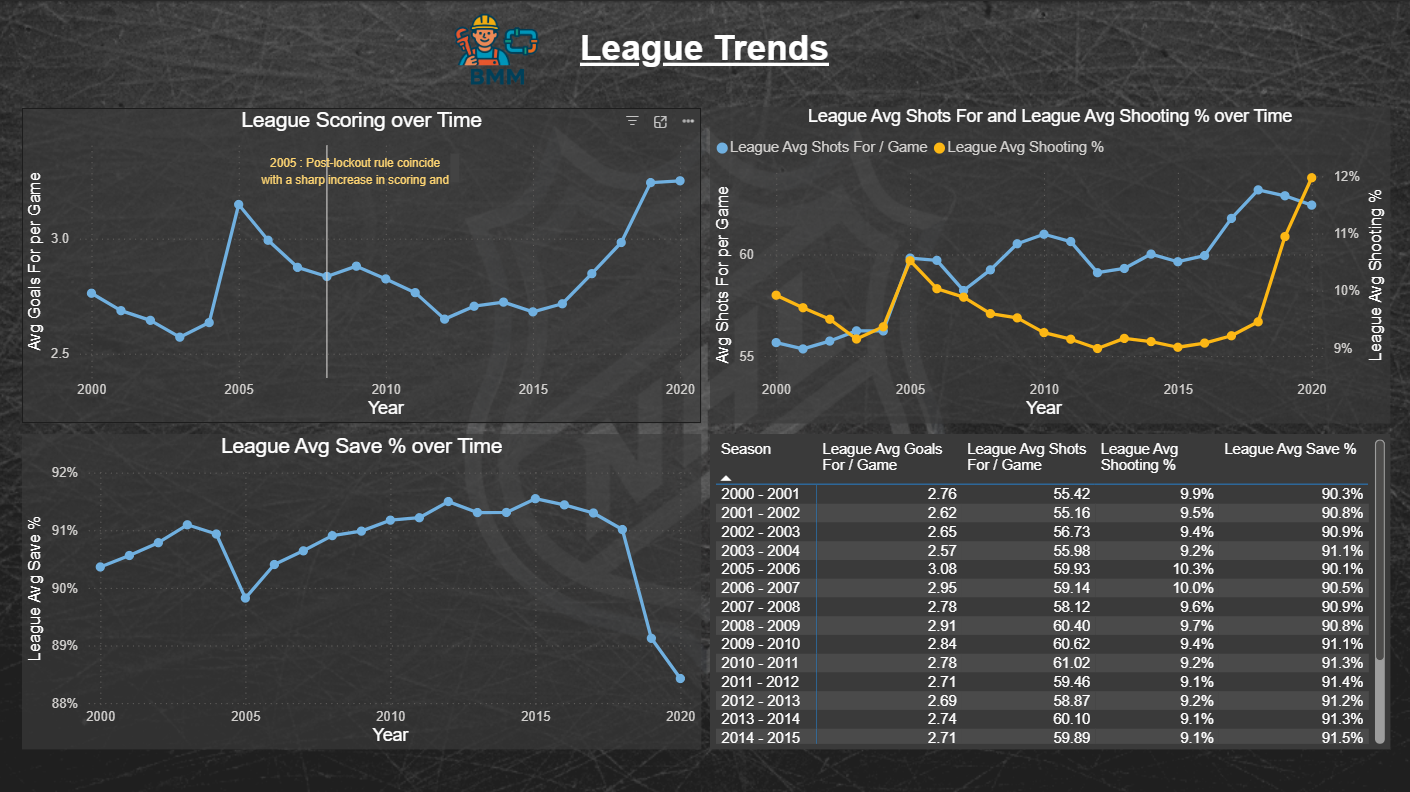 BMM
League Trends
League Scoring over Time
2005 : Post-lockout rule coincide
with a sharp increase in scoring and
Avg Goals For per Game
3.0
2.5
2000 2005 2010 2015 2020
Year
League Avg Shots For and League Avg Shooting % over Time
League Avg Shots For / Game League Avg Shooting %
Avg Shots For per Game
60
55
12%
11%
10%
9%
League Avg Shooting %
2000 2005 2010 2015 2020
Year
League Avg Save % over Time
League Avg Save %
92%
91%
90%
89%
88%
2000 2005 2010 2015 2020
Year
Season League Avg Goals For / Game League Avg Shots For / Game League Avg Shooting % League Avg Save %
2000 - 2001 2.76 55.42 9.9% 90.3%
2001 - 2002 2.62 55.16 9.5% 90.8%
2002 - 2003 2.65 56.73 9.4% 90.9%
2003 - 2004 2.57 55.98 9.2% 91.1%
2005 - 2006 3.08 59.93 10.3% 90.1%
2006 - 2007 2.95 59.14 10.0% 90.5%
2007 - 2008 2.78 58.12 9.6% 90.9%
2008 - 2009 2.91 60.40 9.7% 90.8%
2009 - 2010 2.84 60.62 9.4% 91.1%
2010 - 2011 2.78 61.02 9.2% 91.3%
2011 - 2012 2.71 59.46 9.1% 91.4%
2012 - 2013 2.69 58.87 9.2% 91.2%
2013 - 2014 2.74 60.10 9.1% 91.3%
2014 - 2015 2.71 59.89 9.1% 91.5%
NHL